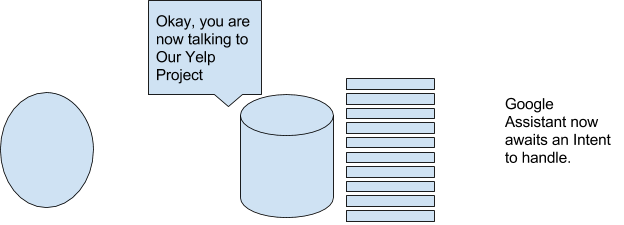 Okay, you are
now talking to
Our Yelp
Project
Google
Assistant now
awaits an Intent
to handle.